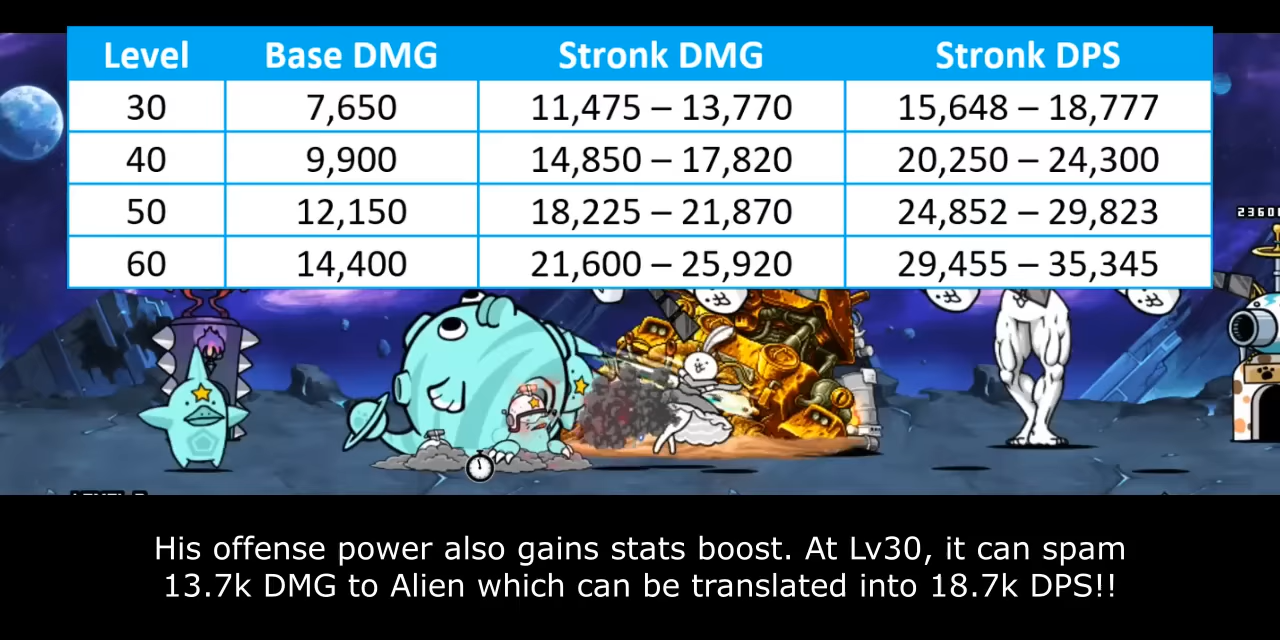 Level Base DMG Stronk DMG Stronk DPS
30 7,650 11,475 – 13,770 15,648 – 18,777
40 9,900 14,850 – 17,820 20,250 – 24,300
50 12,150 18,225 – 21,870 24,852 – 29,823
60 14,400 21,600 – 25,920 29,455 – 35,345
His offense power also gains stats boost. At Lv30, it can spam
13.7k DMG to Alien which can be translated into 18.7k DPS!!